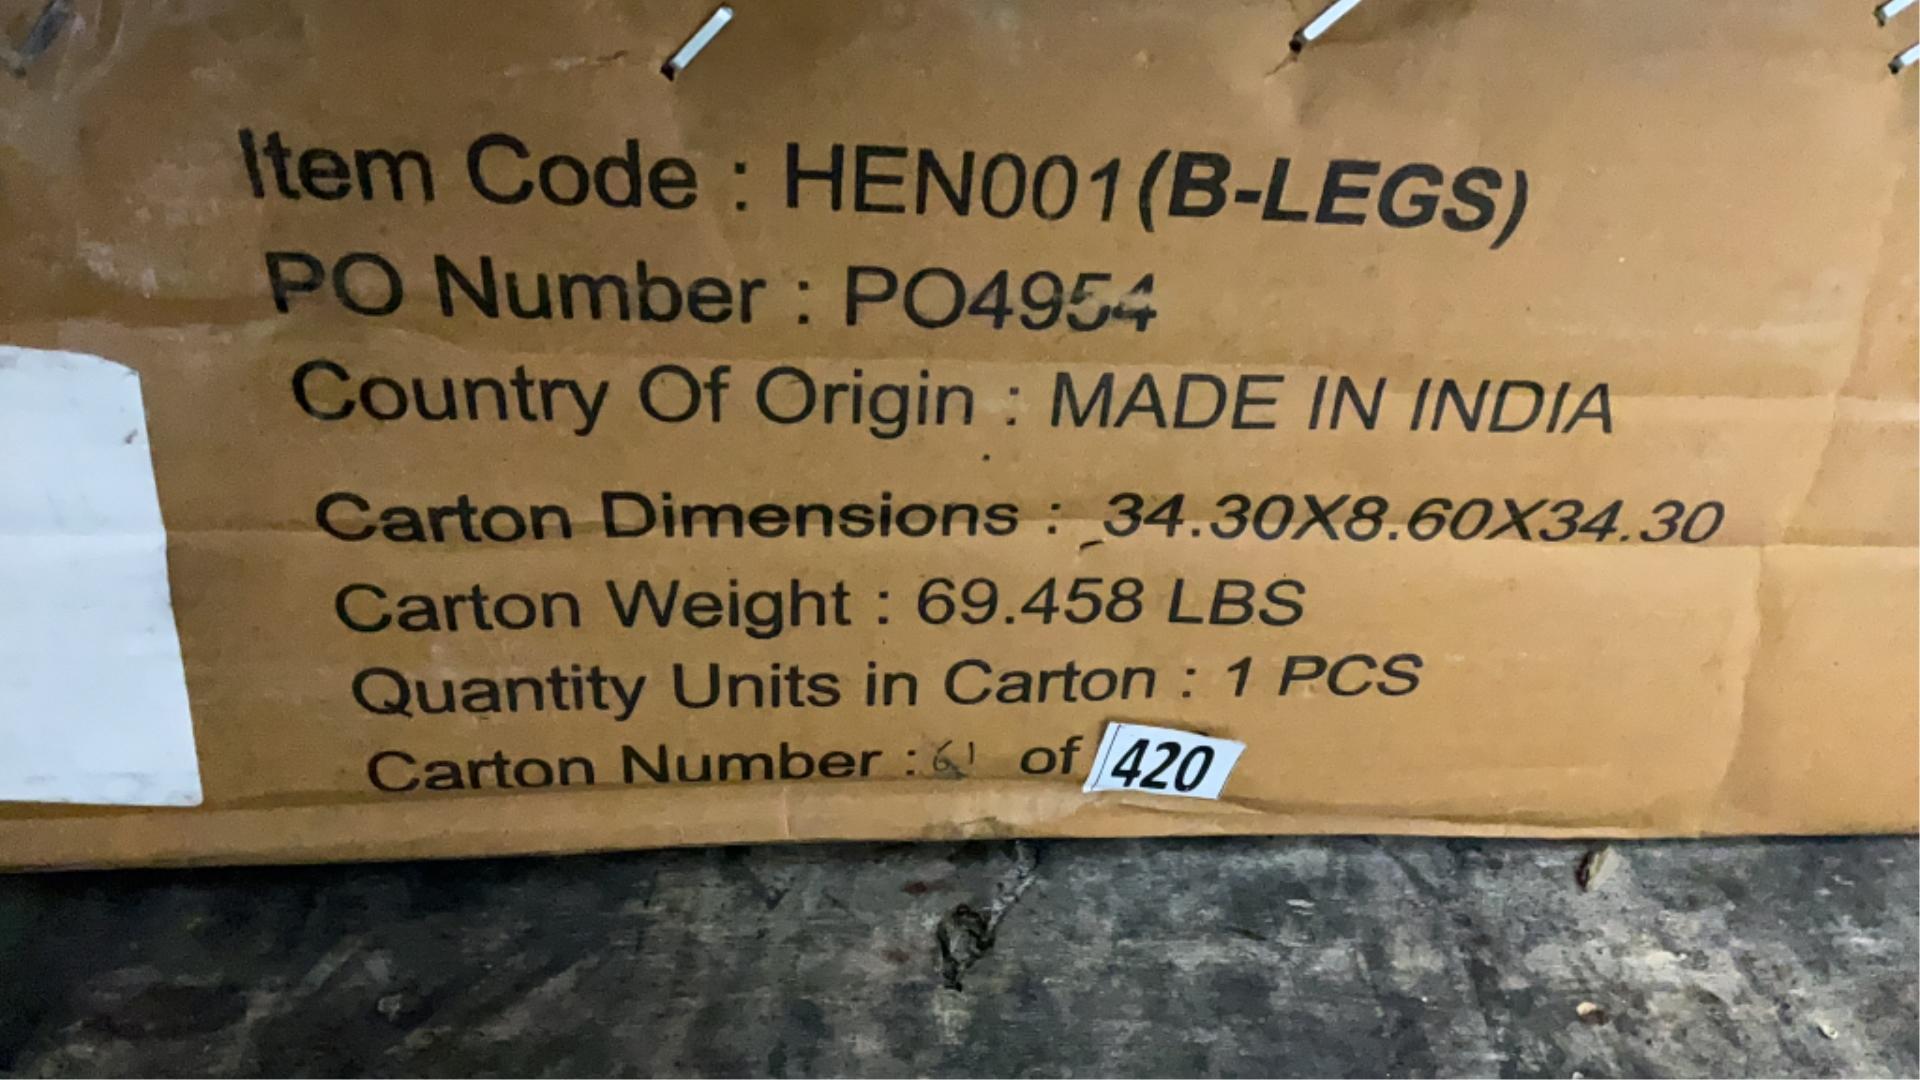 Item Code : HEN001(B-LEGS)
PO Number : PO4954
Country Of Origin : MADE IN INDIA
Carton Dimensions : 34.30X8.60X34.30
Carton Weight : 69.458 LBS
Quantity Units in Carton : 1 PCS
Carton Number : 61 of 420